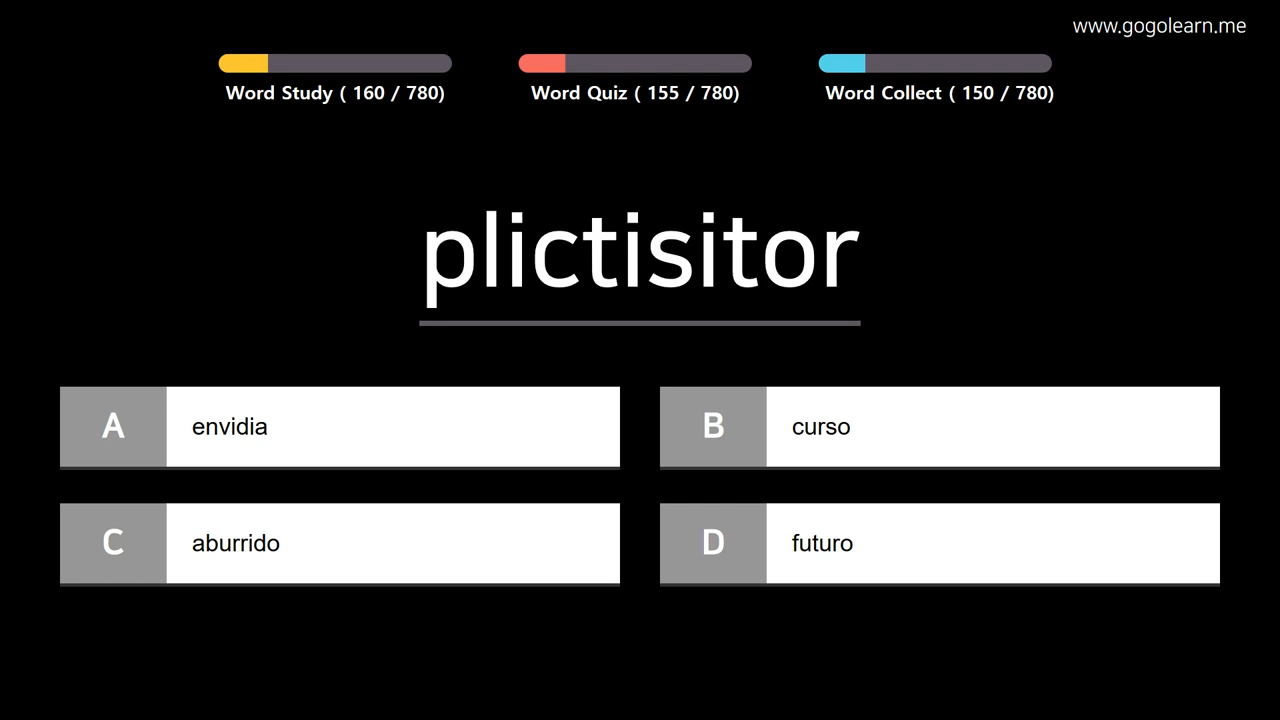 www.gogolearn.me
Word Study ( 160 / 780)
Word Quiz ( 155 / 780)
Word Collect ( 150 / 780)
plictisitor
A envidia
B curso
C aburrido
D futuro